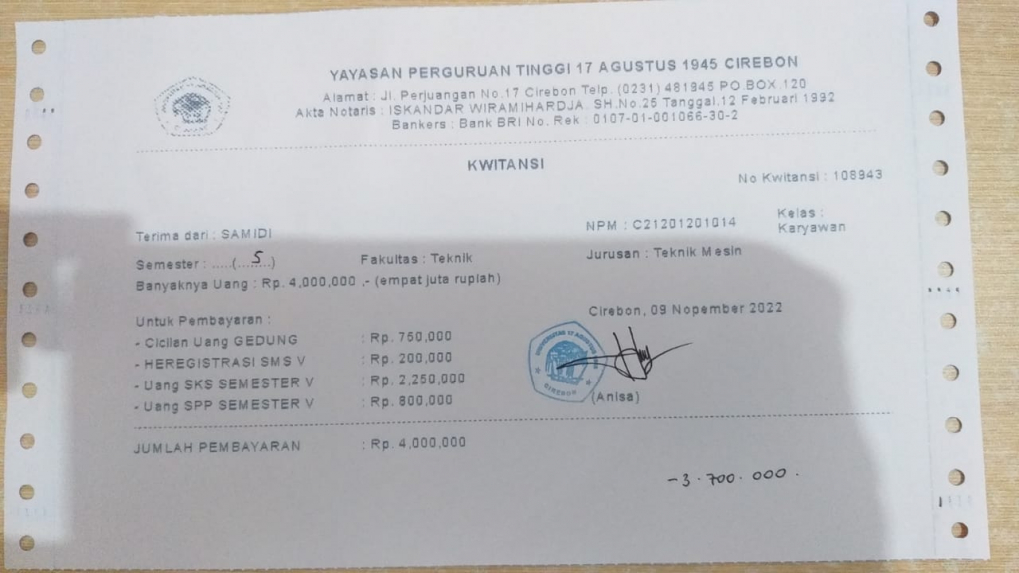 YAYASAN PERGURUAN TINGGI 17 AGUSTUS 1945 CIREBON
Alamat : Jl. Perjuangan No.17 Cirebon Telp. (0231) 481945 PO.BOX.120
Akta Notaris : ISKANDAR WIRAMIHARDJA. SH.No.25 Tanggal.12 Februari 1992
Bankers : Bank BRI No. Rek : 0107-01-001066-30-2
KWITANSI
No Kwitansi : 108943
Terima dari : SAMIDI NPM : C21201201014 Kelas : Karyawan
Semester : .....(...5...) Fakultas : Teknik Jurusan : Teknik Mesin
Banyaknya Uang : Rp. 4,000,000 ,- (empat juta rupiah)
Cirebon, 09 Nopember 2022
Untuk Pembayaran :
- Cicilan Uang GEDUNG : Rp. 750,000
- HEREGISTRASI SMS V : Rp. 200,000
- Uang SKS SEMESTER V : Rp. 2,250,000
- Uang SPP SEMESTER V : Rp. 800,000
UNIVERSITAS 17 AGUSTUS
CIREBON
(Anisa)
JUMLAH PEMBAYARAN : Rp. 4,000,000
-3.700.000.